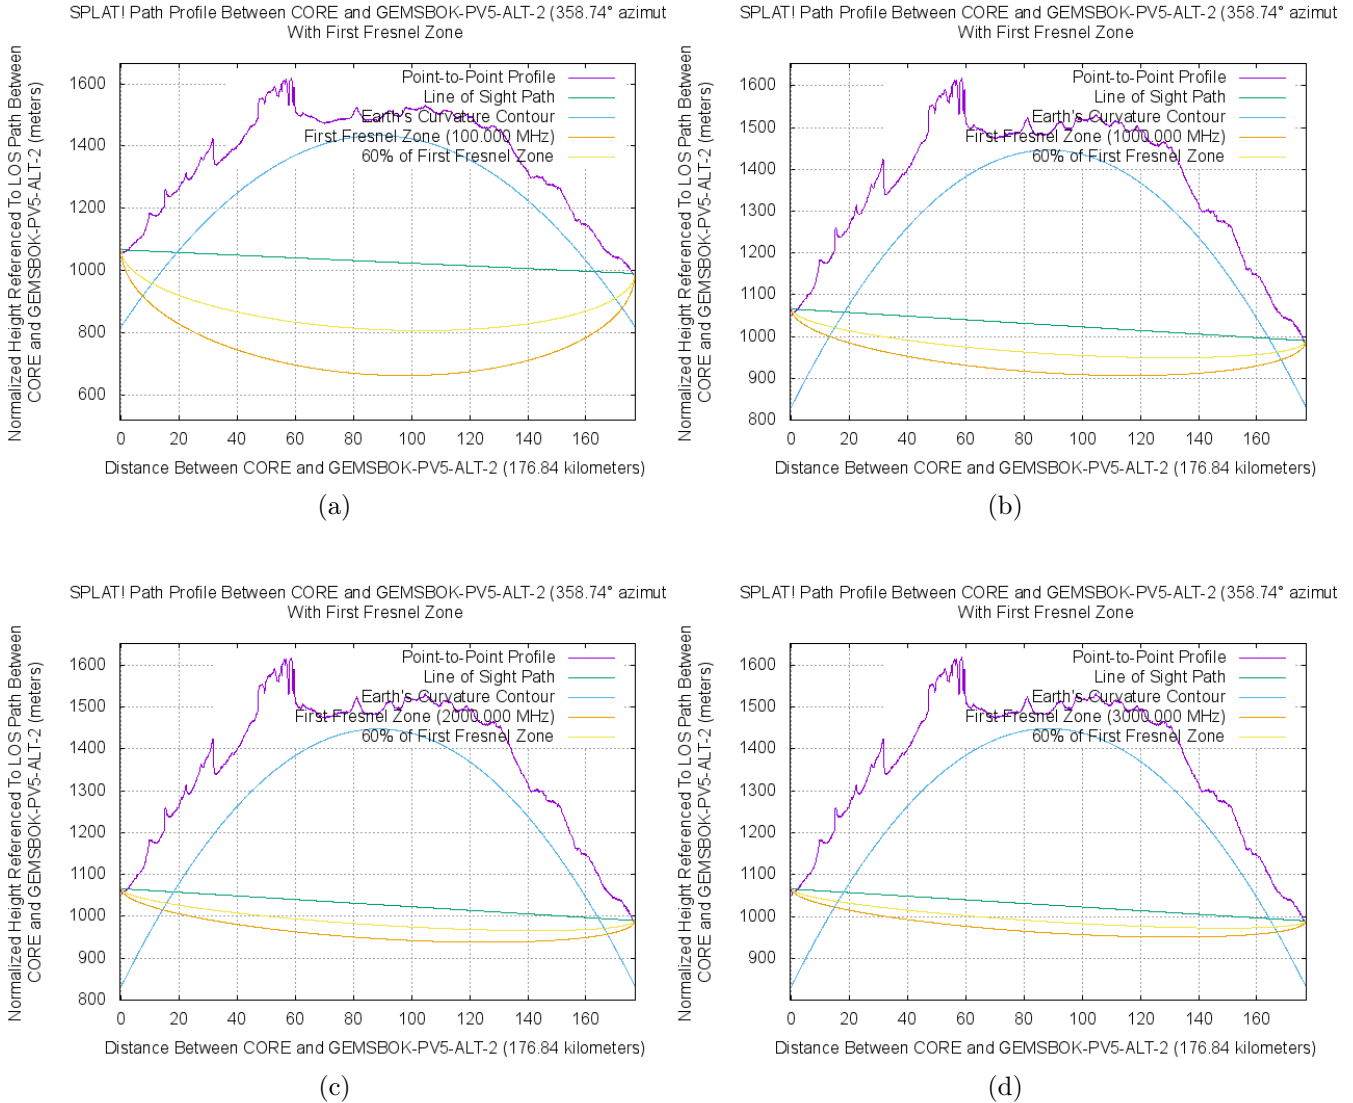 SPLAT! Path Profile Between CORE and GEMSBOK-PV5-ALT-2 (358.74° azimut
With First Fresnel Zone
Normalized Height Referenced To LOS Path Between
CORE and GEMSBOK-PV5-ALT-2 (meters)
1600
1400
1200
1000
800
600
Point-to-Point Profile
Line of Sight Path
Earth's Curvature Contour
First Fresnel Zone (100.000 MHz)
60% of First Fresnel Zone
0 20 40 60 80 100 120 140 160
Distance Between CORE and GEMSBOK-PV5-ALT-2 (176.84 kilometers)
(a)
SPLAT! Path Profile Between CORE and GEMSBOK-PV5-ALT-2 (358.74° azimut
With First Fresnel Zone
Normalized Height Referenced To LOS Path Between
CORE and GEMSBOK-PV5-ALT-2 (meters)
1600
1500
1400
1300
1200
1100
1000
900
800
Point-to-Point Profile
Line of Sight Path
Earth's Curvature Contour
First Fresnel Zone (1000.000 MHz)
60% of First Fresnel Zone
0 20 40 60 80 100 120 140 160
Distance Between CORE and GEMSBOK-PV5-ALT-2 (176.84 kilometers)
(b)
SPLAT! Path Profile Between CORE and GEMSBOK-PV5-ALT-2 (358.74° azimut
With First Fresnel Zone
Normalized Height Referenced To LOS Path Between
CORE and GEMSBOK-PV5-ALT-2 (meters)
1600
1500
1400
1300
1200
1100
1000
900
800
Point-to-Point Profile
Line of Sight Path
Earth's Curvature Contour
First Fresnel Zone (2000.000 MHz)
60% of First Fresnel Zone
0 20 40 60 80 100 120 140 160
Distance Between CORE and GEMSBOK-PV5-ALT-2 (176.84 kilometers)
(c)
SPLAT! Path Profile Between CORE and GEMSBOK-PV5-ALT-2 (358.74° azimut
With First Fresnel Zone
Normalized Height Referenced To LOS Path Between
CORE and GEMSBOK-PV5-ALT-2 (meters)
1600
1500
1400
1300
1200
1100
1000
900
800
Point-to-Point Profile
Line of Sight Path
Earth's Curvature Contour
First Fresnel Zone (3000.000 MHz)
60% of First Fresnel Zone
0 20 40 60 80 100 120 140 160
Distance Between CORE and GEMSBOK-PV5-ALT-2 (176.84 kilometers)
(d)